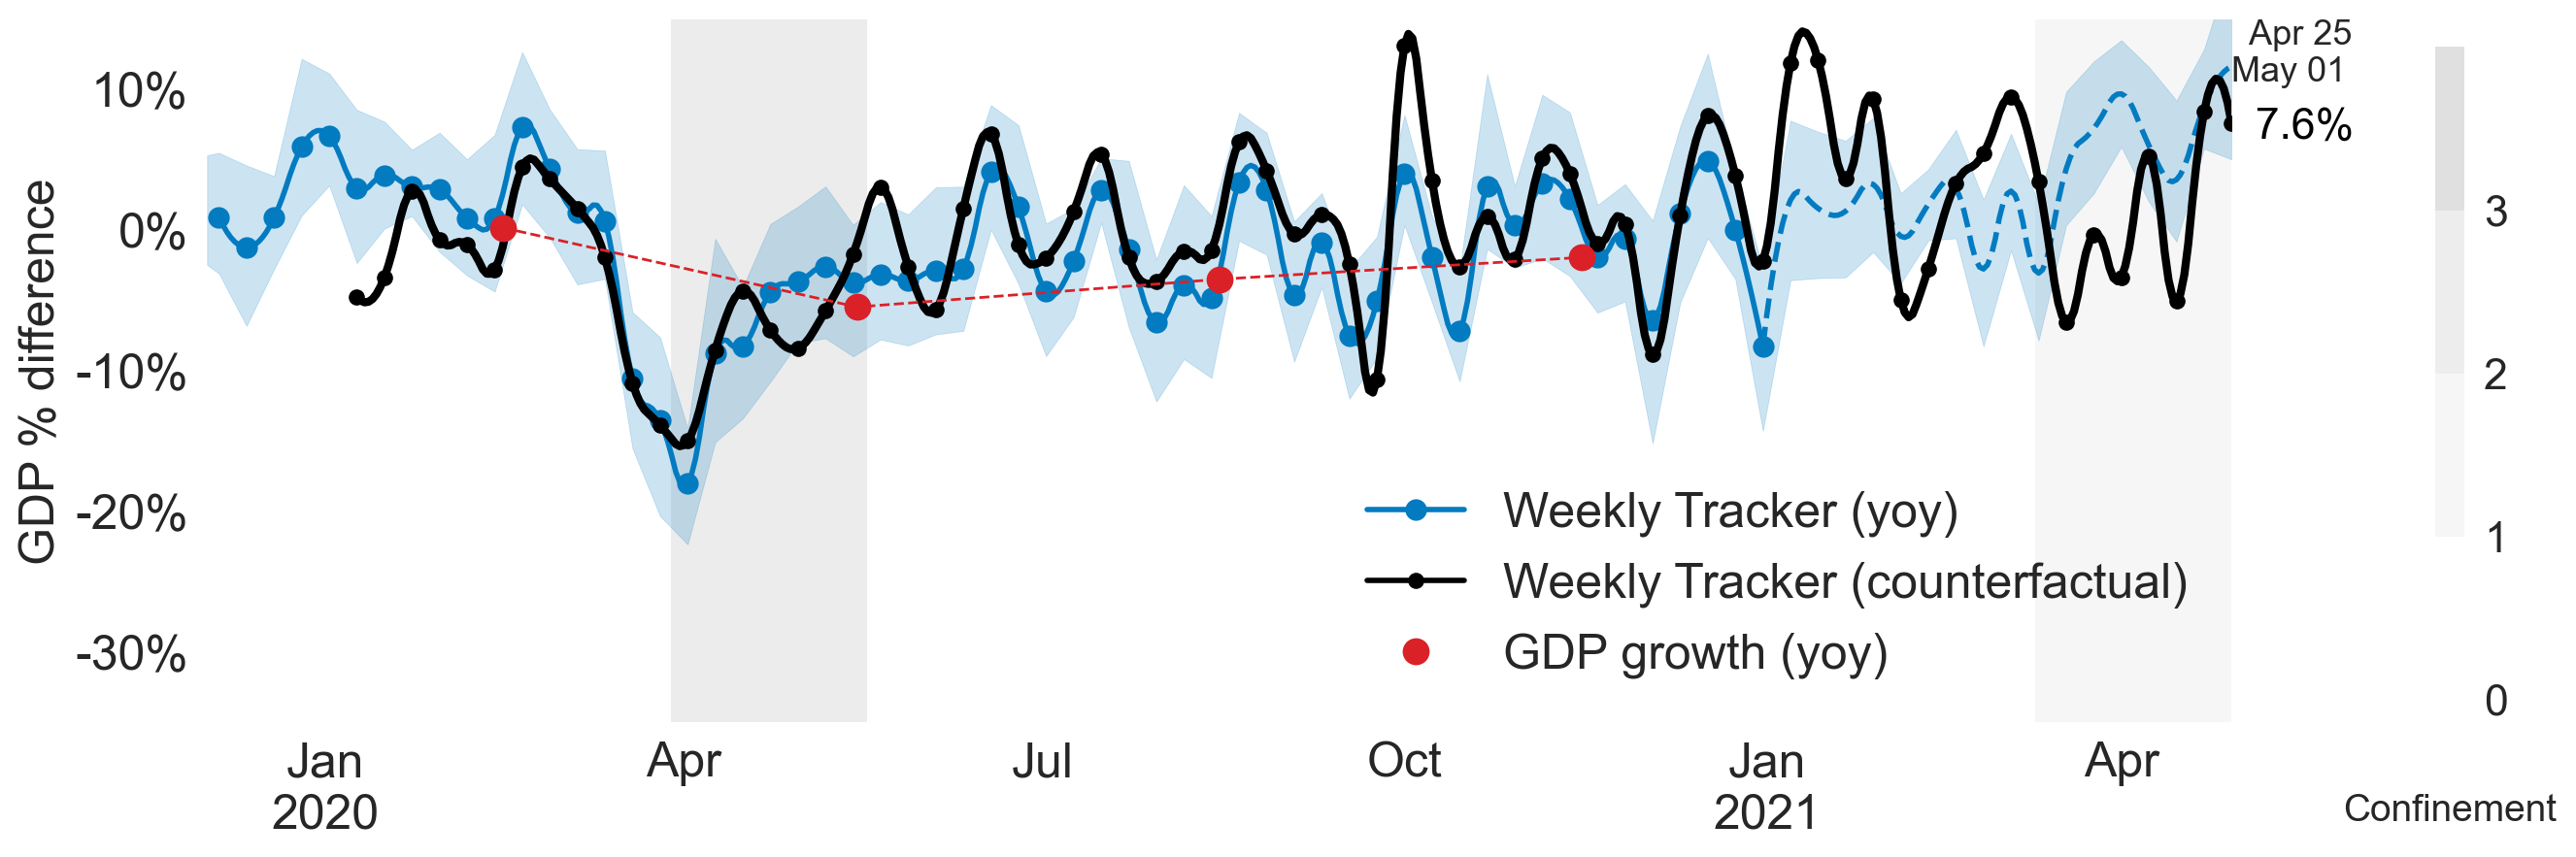 Apr 25
May 01
7.6%
GDP % difference
10%
0%
-10%
-20%
-30%
Weekly Tracker (yoy)
Weekly Tracker (counterfactual)
GDP growth (yoy)
Jan
2020
Apr
Jul
Oct
Jan
2021
Apr
3
2
1
0
Confinement